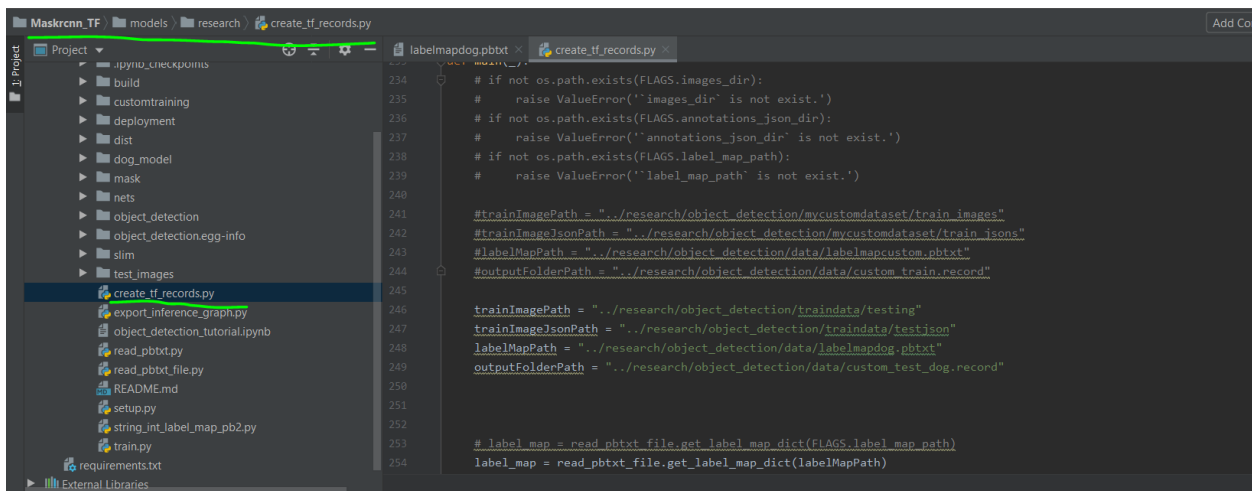 Maskrcnn_TF models research create_tf_records.py Add Co
1: Project
Project
labelmapdog.pbtxt × create_tf_records.py ×
.ipynb_checkpoints
build
customtraining
deployment
dist
dog_model
mask
nets
object_detection
object_detection.egg-info
slim
test_images
create_tf_records.py
export_inference_graph.py
object_detection_tutorial.ipynb
read_pbtxt.py
read_pbtxt_file.py
README.md
setup.py
string_int_label_map_pb2.py
train.py
requirements.txt
External Libraries
233 def main(_):
234 # if not os.path.exists(FLAGS.images_dir):
235 #     raise ValueError('`images_dir` is not exist.')
236 # if not os.path.exists(FLAGS.annotations_json_dir):
237 #     raise ValueError('`annotations_json_dir` is not exist.')
238 # if not os.path.exists(FLAGS.label_map_path):
239 #     raise ValueError('`label_map_path` is not exist.')
240
241 #trainImagePath = "../research/object_detection/mycustomdataset/train_images"
242 #trainImageJsonPath = "../research/object_detection/mycustomdataset/train_jsons"
243 #labelMapPath = "../research/object_detection/data/labelmapcustom.pbtxt"
244 #outputFolderPath = "../research/object_detection/data/custom_train.record"
245
246 trainImagePath = "../research/object_detection/traindata/testing"
247 trainImageJsonPath = "../research/object_detection/traindata/testjson"
248 labelMapPath = "../research/object_detection/data/labelmapdog.pbtxt"
249 outputFolderPath = "../research/object_detection/data/custom_test_dog.record"
250
251
252
253 # label_map = read_pbtxt_file.get_label_map_dict(FLAGS.label_map_path)
254 label_map = read_pbtxt_file.get_label_map_dict(labelMapPath)